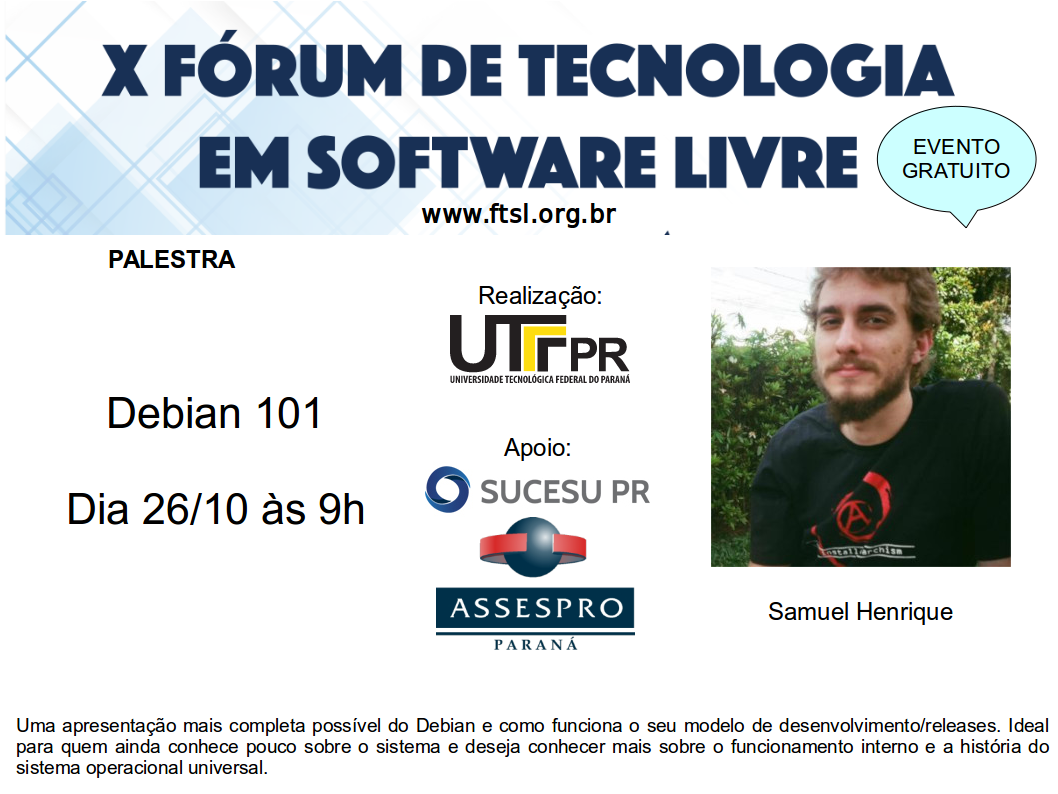 X FÓRUM DE TECNOLOGIA
EM SOFTWARE LIVRE
EVENTO
GRATUITO
www.ftsl.org.br
PALESTRA
Debian 101
Dia 26/10 às 9h
Realização:
UTFPR
UNIVERSIDADE TECNOLÓGICA FEDERAL DO PARANÁ
Apoio:
SUCESU PR
ASSESPRO
PARANÁ
Samuel Henrique
Uma apresentação mais completa possível do Debian e como funciona o seu modelo de desenvolvimento/releases. Ideal
para quem ainda conhece pouco sobre o sistema e deseja conhecer mais sobre o funcionamento interno e a história do
sistema operacional universal.